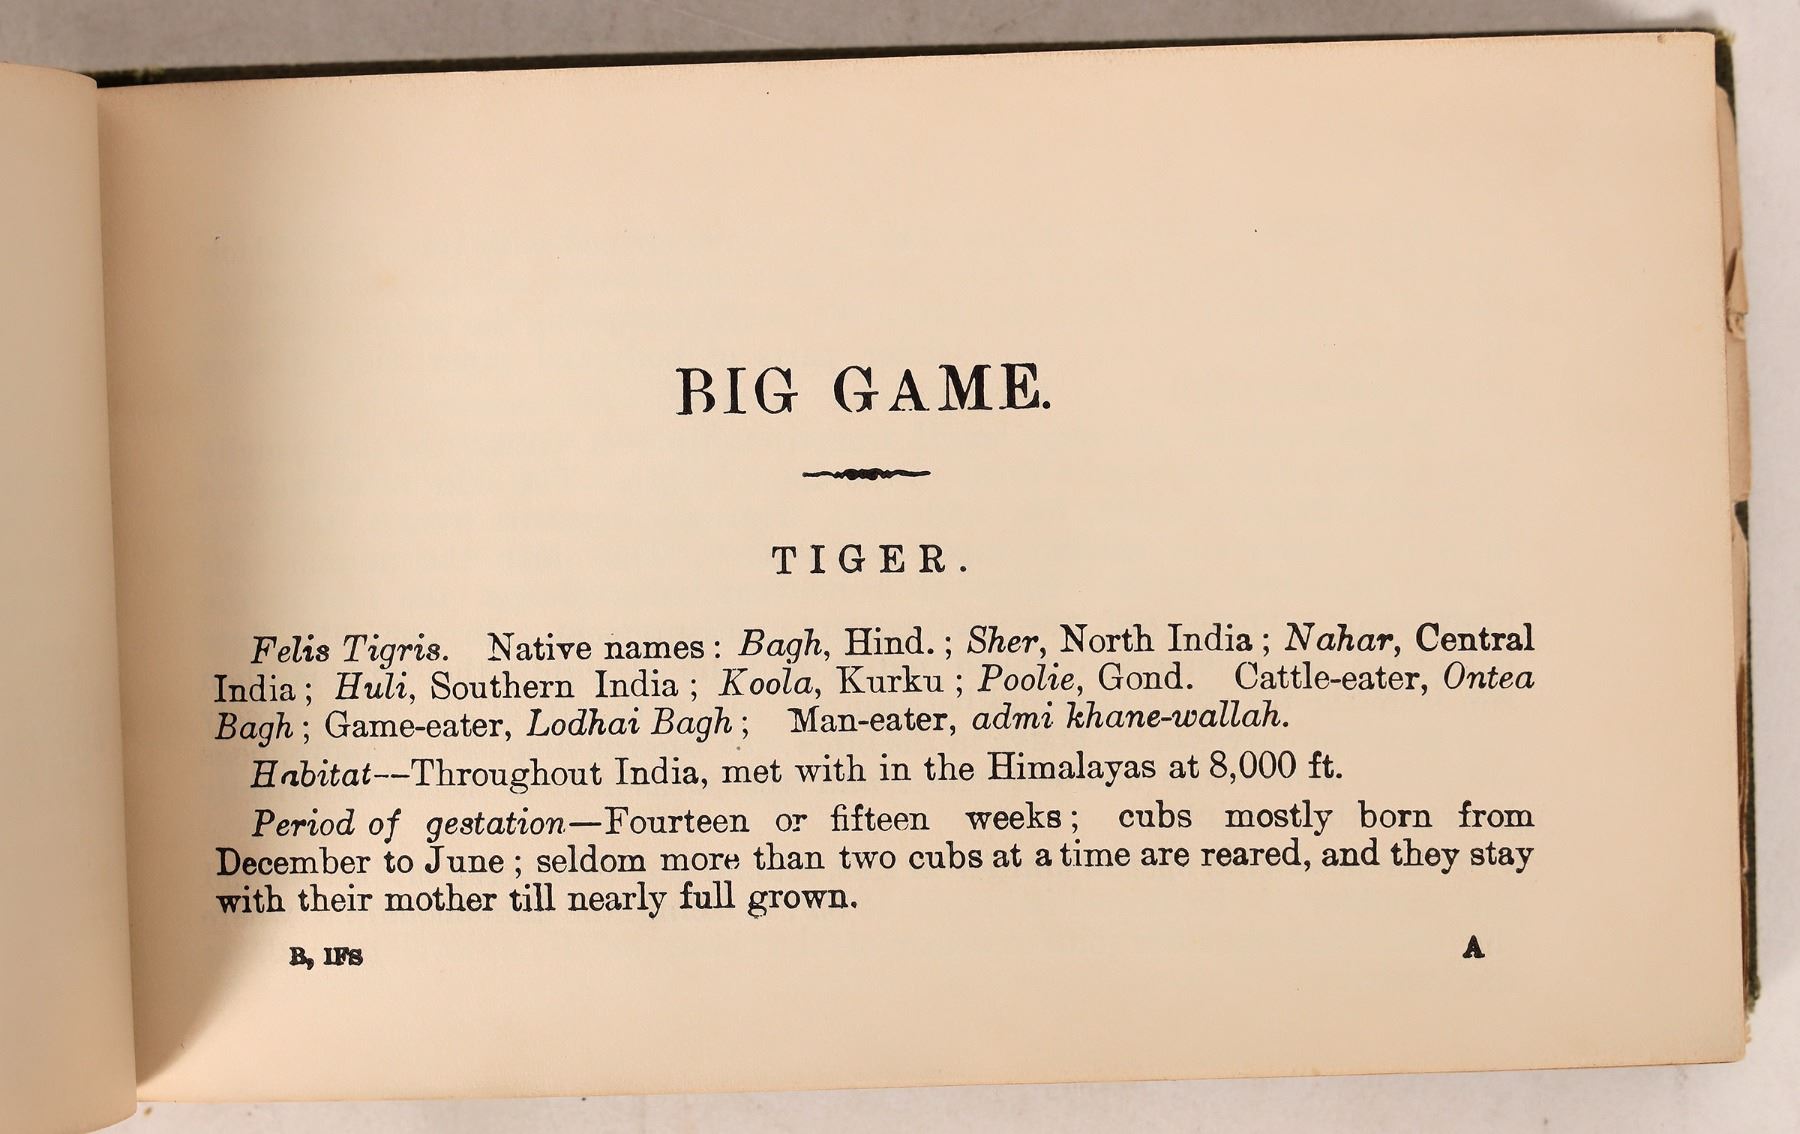 BIG GAME.
TIGER.
Felis Tigris. Native names: Bagh, Hind.; Sher, North India; Nahar, Central
India; Huli, Southern India; Koola, Kurku; Poolie, Gond. Cattle-eater, Ontea
Bagh; Game-eater, Lodhai Bagh; Man-eater, admi khane-wallah.
Habitat—Throughout India, met with in the Himalayas at 8,000 ft.
Period of gestation—Fourteen or fifteen weeks; cubs mostly born from
December to June; seldom more than two cubs at a time are reared, and they stay
with their mother till nearly full grown.
B, IFS A